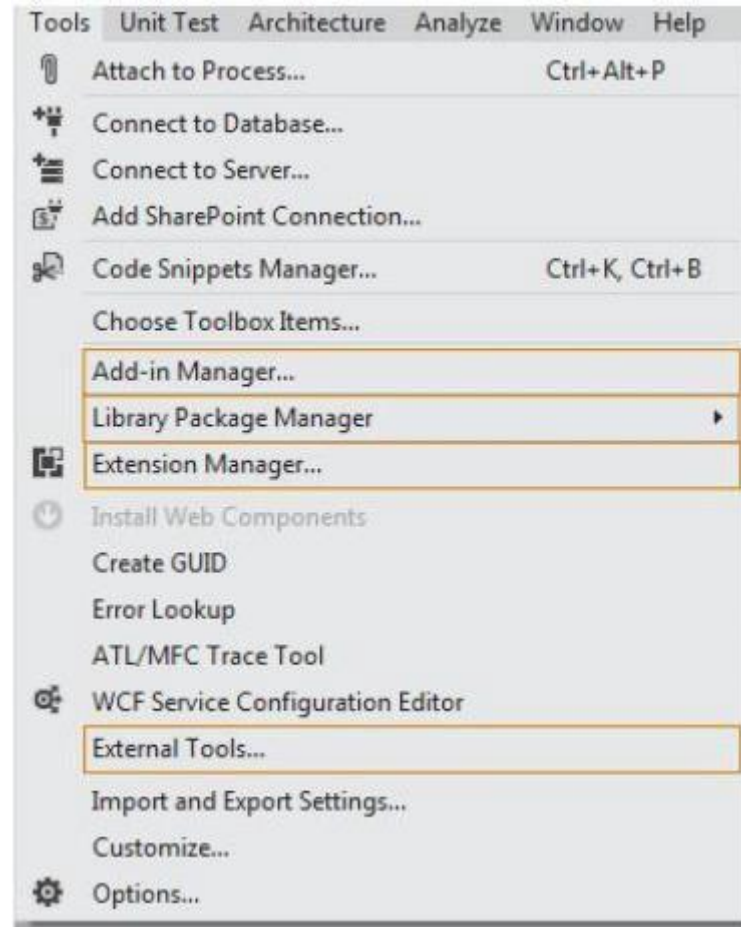 Tools Unit Test Architecture Analyze Window Help
Attach to Process... Ctrl+Alt+P
Connect to Database...
Connect to Server...
Add SharePoint Connection...
Code Snippets Manager... Ctrl+K, Ctrl+B
Choose Toolbox Items...
Add-in Manager...
Library Package Manager
Extension Manager...
Install Web Components
Create GUID
Error Lookup
ATL/MFC Trace Tool
WCF Service Configuration Editor
External Tools...
Import and Export Settings...
Customize...
Options...